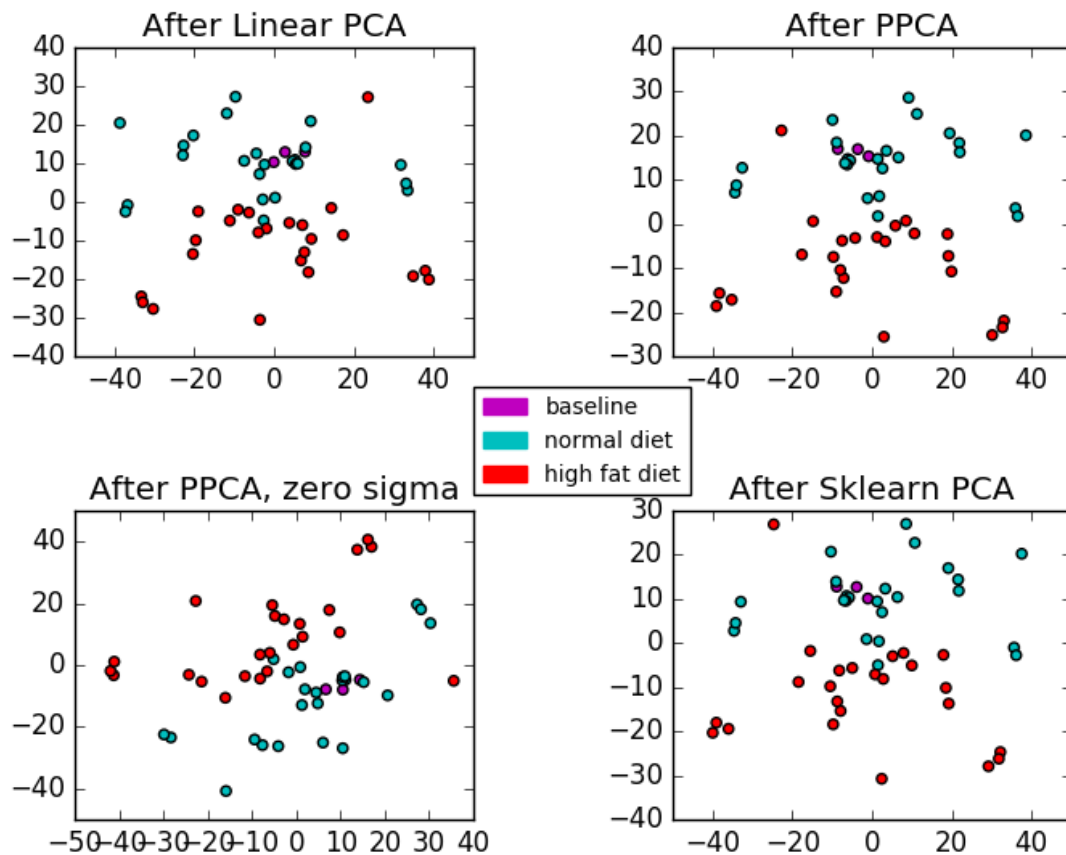 After Linear PCA
40
30
20
10
0
−10
−20
−30
−40
−40 −20 0 20 40
After PPCA
40
30
20
10
0
−10
−20
−30
−40 −20 0 20 40
baseline
normal diet
high fat diet
After PPCA, zero sigma
40
20
0
−20
−40
−50−40−30−20−10 0 10 20 30 40
After Sklearn PCA
30
20
10
0
−10
−20
−30
−40
−40 −20 0 20 40